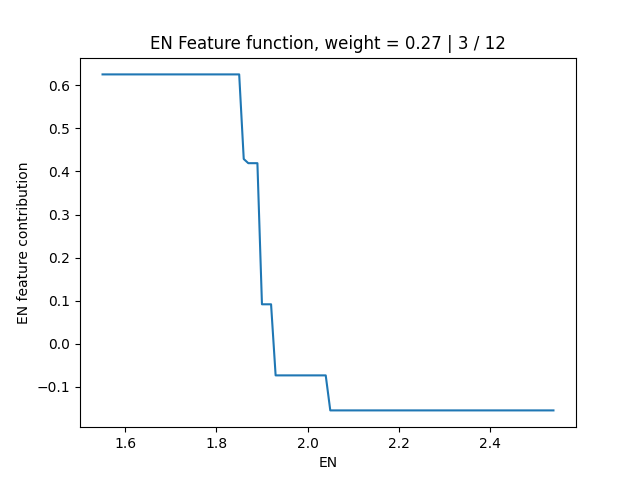 EN Feature function, weight = 0.27 | 3 / 12
0.6
0.5
0.4
0.3
0.2
0.1
0.0
−0.1
EN feature contribution
1.6 1.8 2.0 2.2 2.4
EN